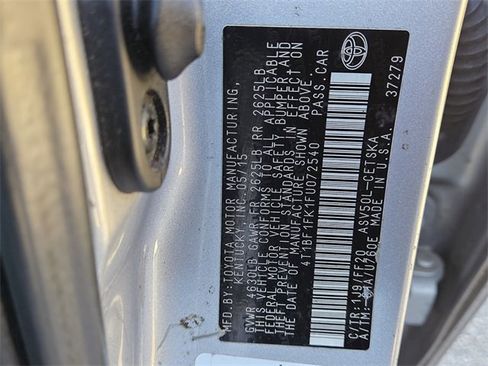 MFD.BY:TOYOTA MOTOR MANUFACTURING,
KENTUCKY, INC. 05/15
GVWR 4630LB GAWR FR 2625LB RR 2625LB
THIS VEHICLE CONFORMS TO ALL APPLICABLE
FEDERAL MOTOR VEHICLE SAFETY, BUMPER, AND
THEFT PREVENTION STANDARDS IN EFFECT ON
THE DATE OF MANUFACTURE SHOWN ABOVE.
4T1BF1FK1FU072540 PASS.CAR
C/TR:1J9/FF20 ASV50L-CETSKA
A/TM: /U760E MADE IN U.S.A. 37279